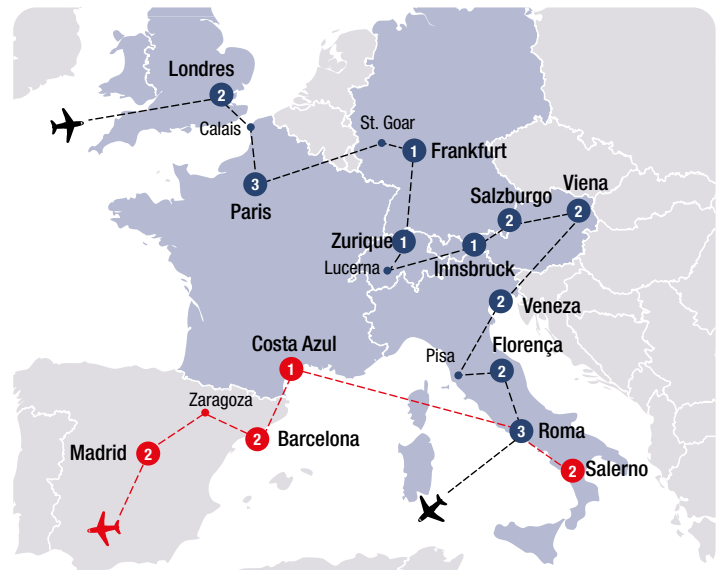 Londres
2
Calais
St. Goar
1
Frankfurt
3
Paris
Salzburgo
Viena
2
2
Zurique
1
1
Lucerna
Innsbruck
2
Veneza
Costa Azul
1
Pisa
Florença
2
Zaragoza
Madrid
2
2
Barcelona
3
Roma
2
Salerno